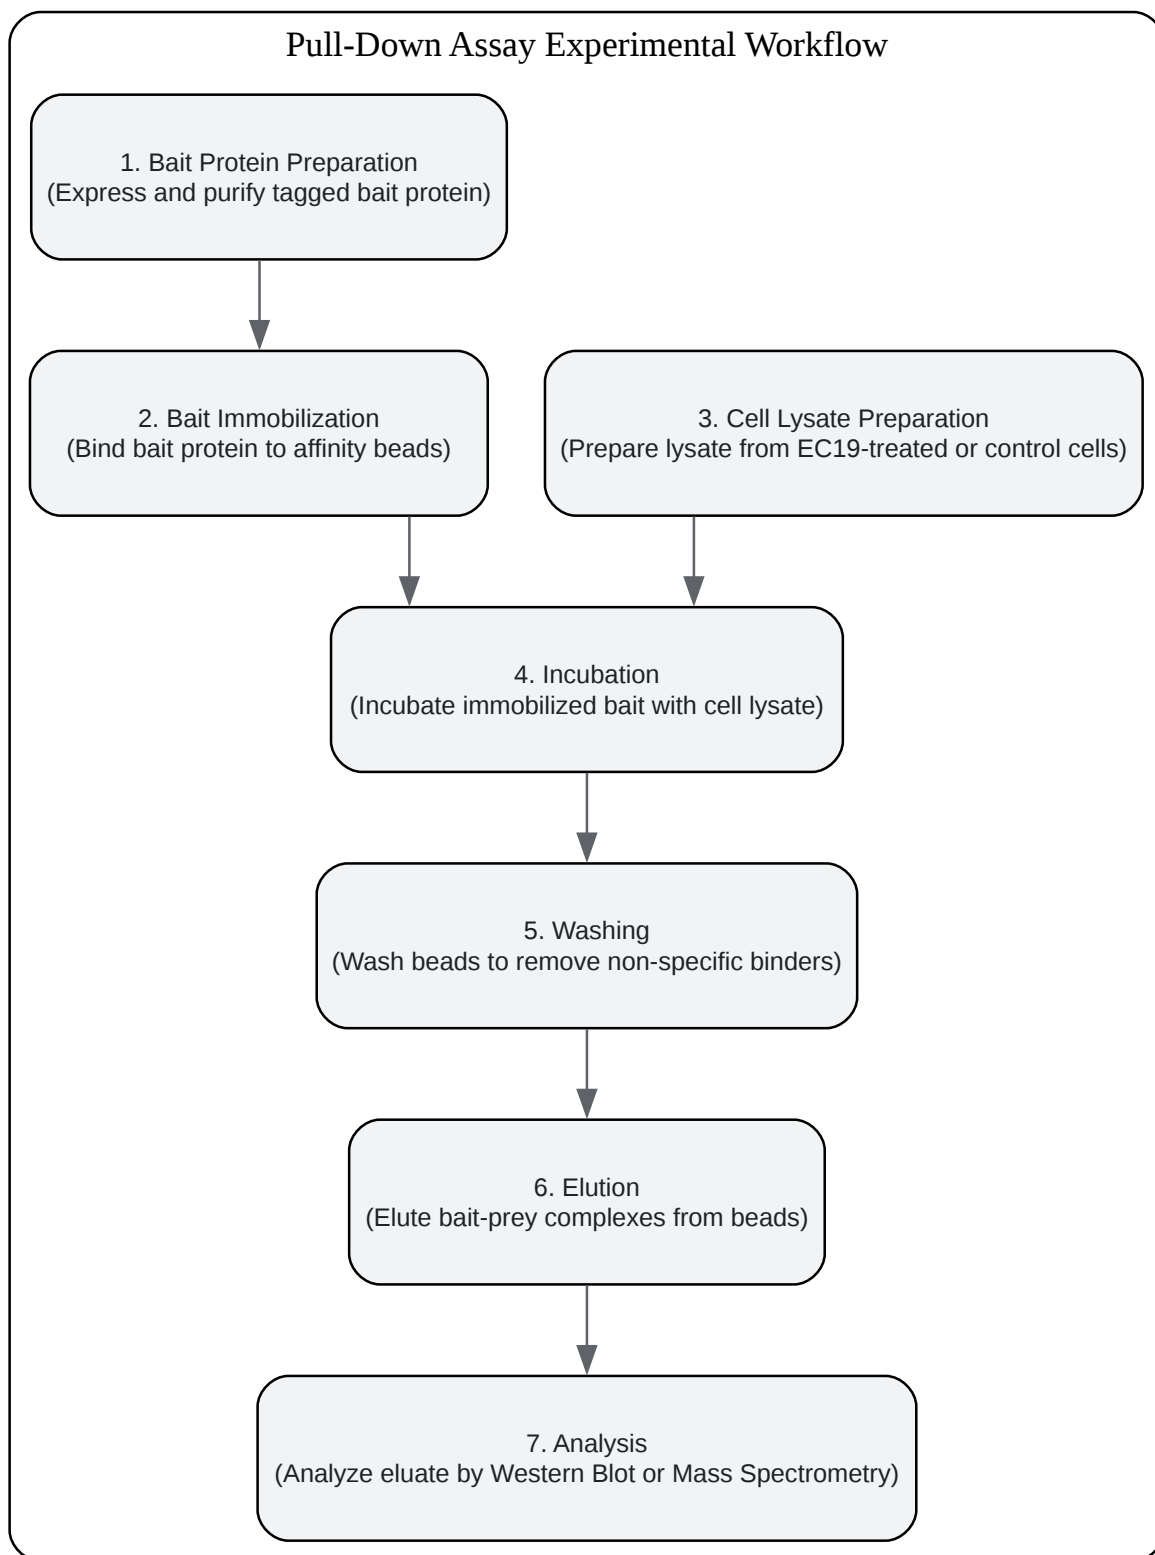 Pull-Down Assay Experimental Workflow
1. Bait Protein Preparation
(Express and purify tagged bait protein)
2. Bait Immobilization
(Bind bait protein to affinity beads)
3. Cell Lysate Preparation
(Prepare lysate from EC19-treated or control cells)
4. Incubation
(Incubate immobilized bait with cell lysate)
5. Washing
(Wash beads to remove non-specific binders)
6. Elution
(Elute bait-prey complexes from beads)
7. Analysis
(Analyze eluate by Western Blot or Mass Spectrometry)